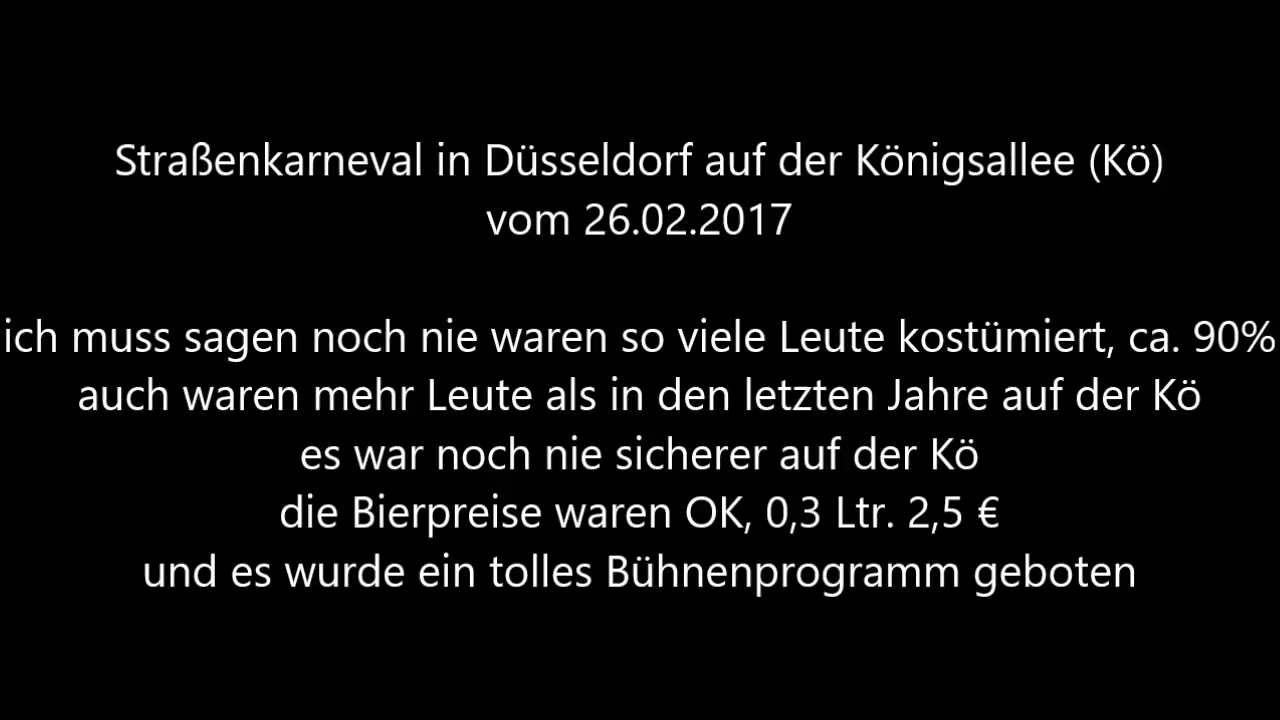 Straßenkarneval in Düsseldorf auf der Königsallee (Kö)
vom 26.02.2017
ich muss sagen noch nie waren so viele Leute kostümiert, ca. 90%
auch waren mehr Leute als in den letzten Jahre auf der Kö
es war noch nie sicherer auf der Kö
die Bierpreise waren OK, 0,3 Ltr. 2,5 €
und es wurde ein tolles Bühnenprogramm geboten